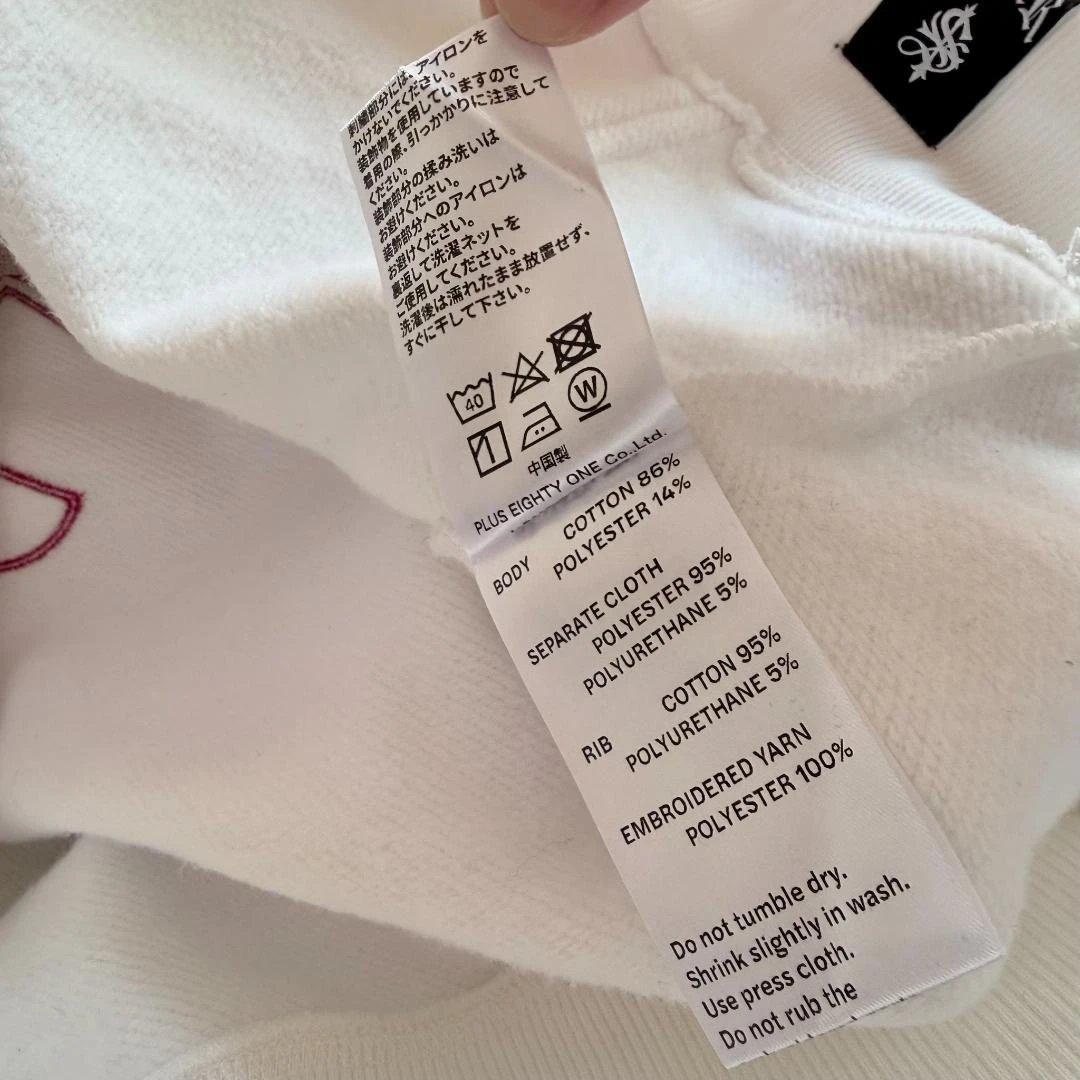 刺繍部分には、アイロンを
かけないでください。
装飾物を使用していますので
着用の際、引っかかりに注意して
ください。
装飾部分の揉み洗いは
お避けください。
装飾部分へのアイロンは
お避けください。
裏返して洗濯ネットを
ご使用してください。
洗濯後は濡れたまま放置せず、
すぐに干して下さい。
40
W
中国製
PLUS EIGHTY ONE Co.,Ltd.
BODY COTTON 86%
POLYESTER 14%
SEPARATE CLOTH
POLYESTER 95%
POLYURETHANE 5%
RIB COTTON 95%
POLYURETHANE 5%
EMBROIDERED YARN
POLYESTER 100%
Do not tumble dry.
Shrink slightly in wash.
Use press cloth.
Do not rub the